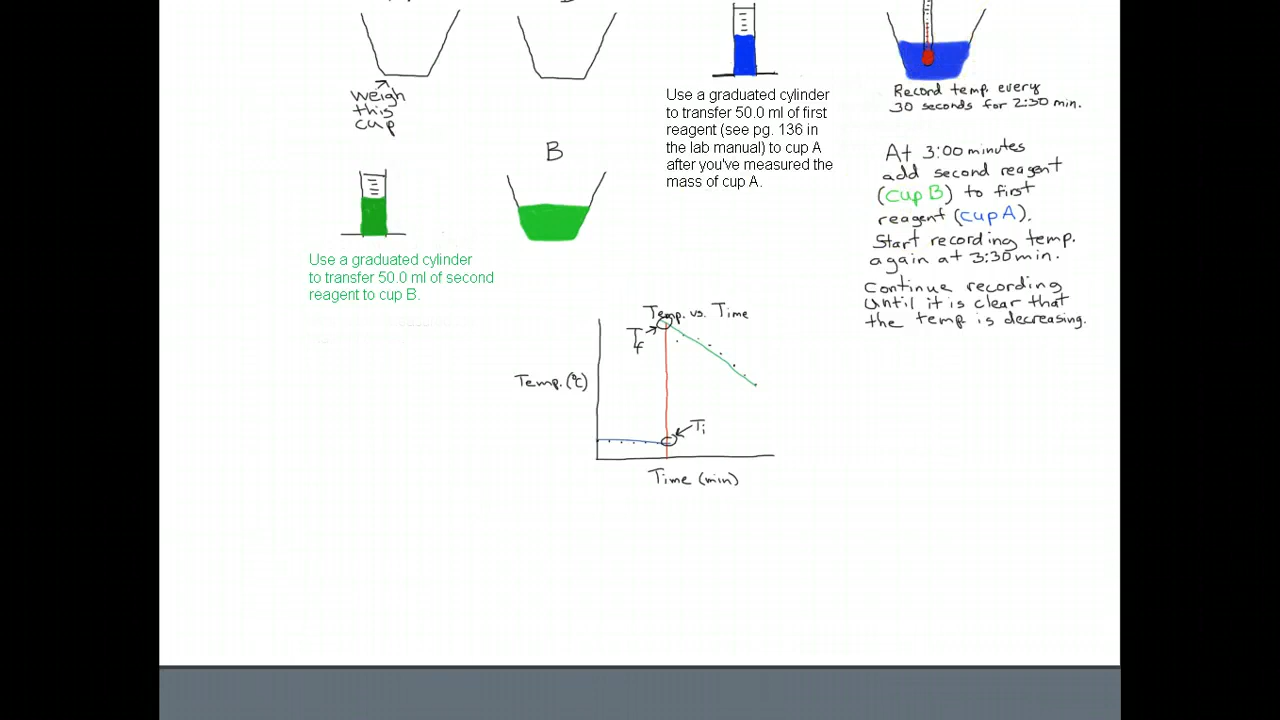 weigh
this
cup
Use a graduated cylinder
to transfer 50.0 ml of first
reagent (see pg. 136 in
the lab manual) to cup A
after you've measured the
mass of cup A.
Record temp. every
30 seconds for 2:30 min.
At 3:00 minutes
add second reagent
(cup B) to first
reagent (cup A).
Start recording temp.
again at 3:30 min.
Continue recording
Until it is clear that
the temp is decreasing.
B
Use a graduated cylinder
to transfer 50.0 ml of second
reagent to cup B.
Temp. vs. Time
Tf
Temp. (°C)
Ti
Time (min)